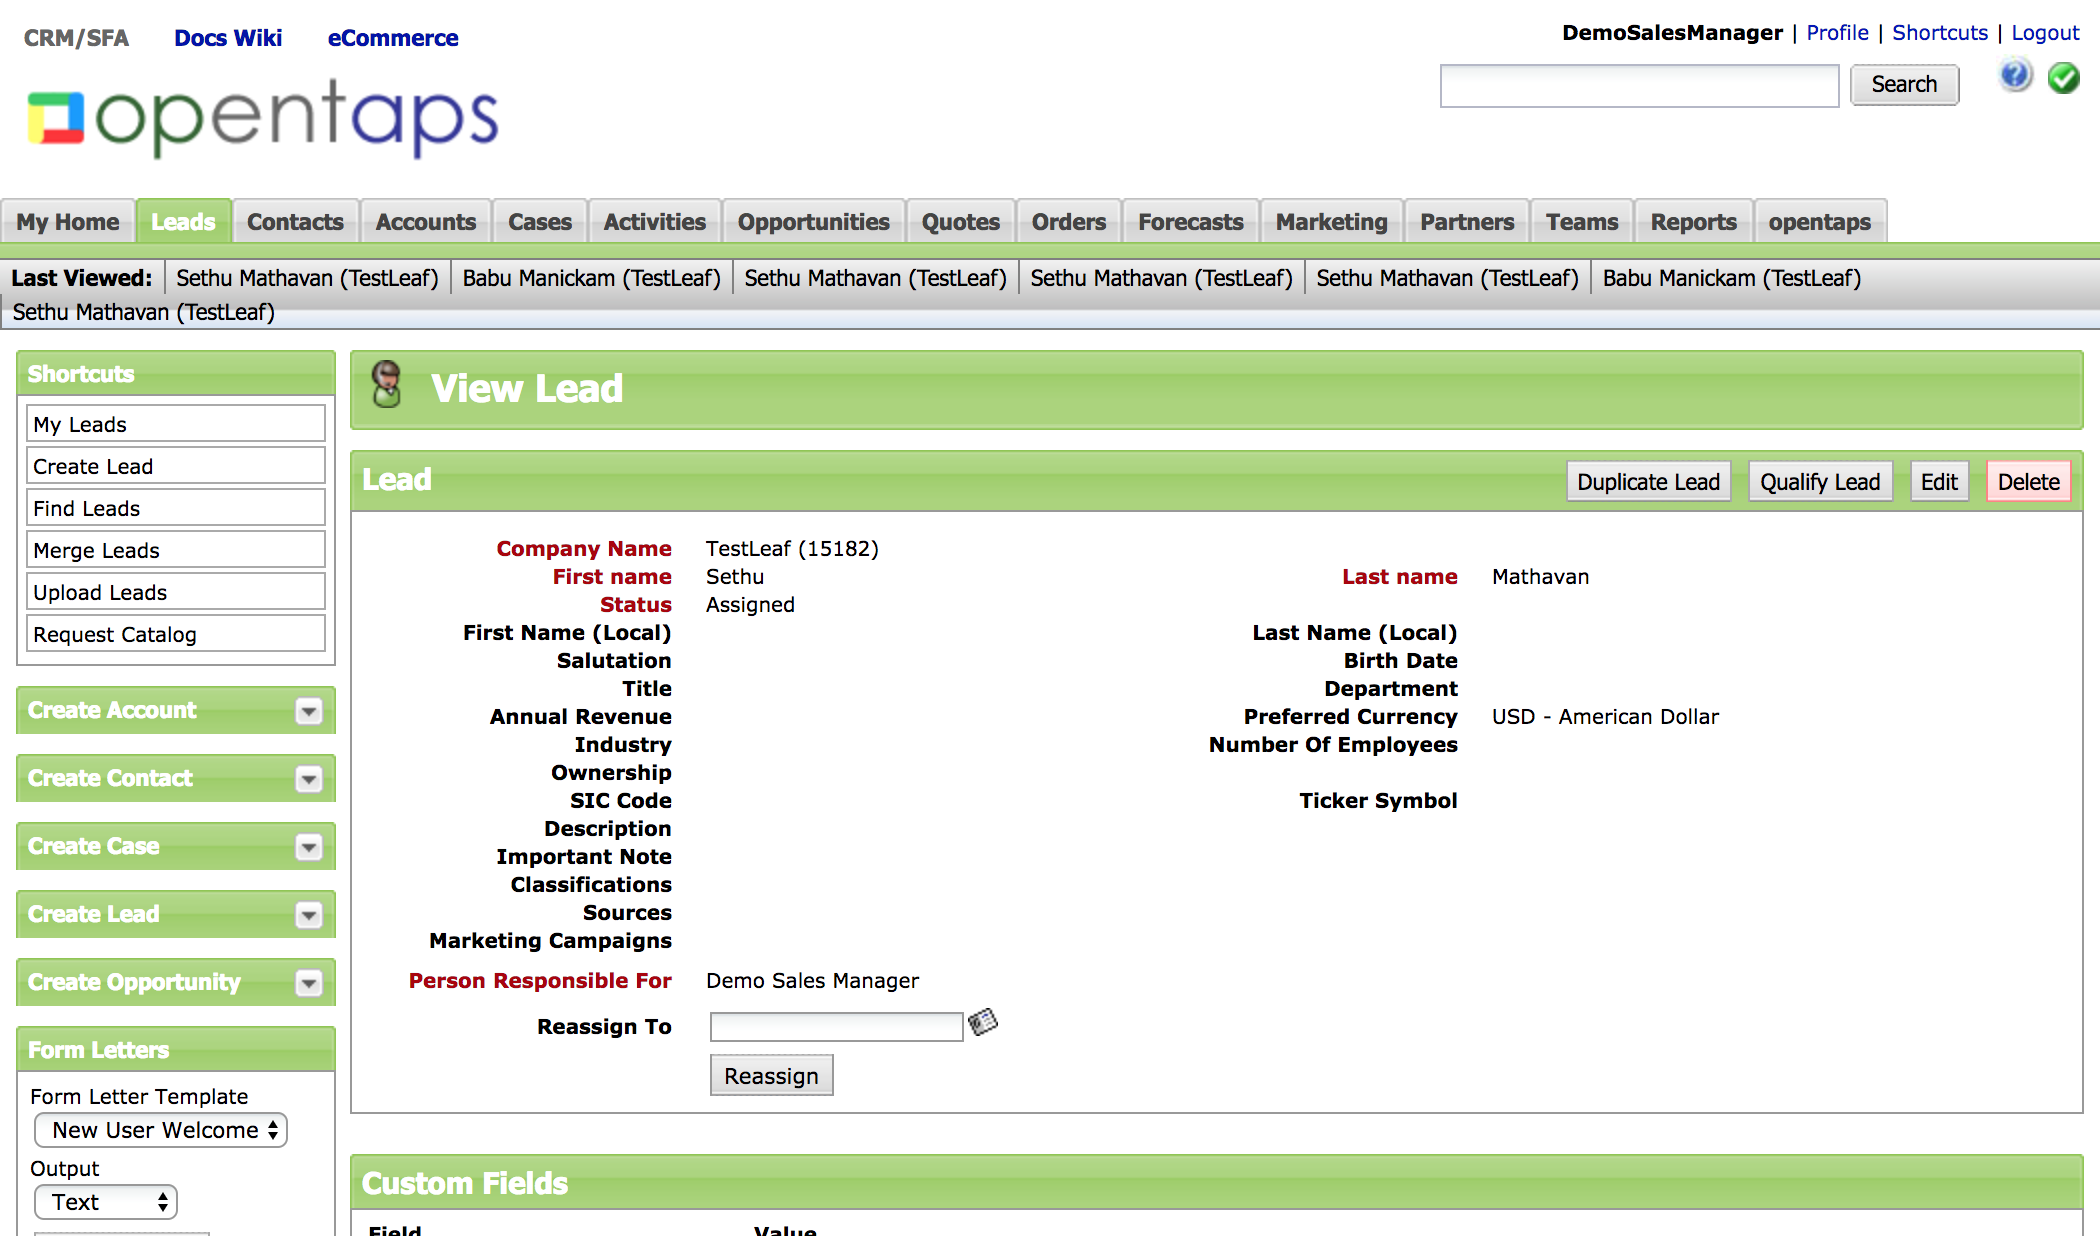 CRM/SFA Docs Wiki eCommerce
DemoSalesManager | Profile | Shortcuts | Logout
opentaps
Search
My Home Leads Contacts Accounts Cases Activities Opportunities Quotes Orders Forecasts Marketing Partners Teams Reports opentaps
Last Viewed: Sethu Mathavan (TestLeaf) Babu Manickam (TestLeaf) Sethu Mathavan (TestLeaf) Sethu Mathavan (TestLeaf) Sethu Mathavan (TestLeaf) Babu Manickam (TestLeaf)
Sethu Mathavan (TestLeaf)
Shortcuts
My Leads
Create Lead
Find Leads
Merge Leads
Upload Leads
Request Catalog
Create Account
Create Contact
Create Case
Create Lead
Create Opportunity
Form Letters
Form Letter Template
New User Welcome
Output
Text
View Lead
Lead Duplicate Lead Qualify Lead Edit Delete
Company Name TestLeaf (15182)
First name Sethu Last name Mathavan
Status Assigned
First Name (Local) Last Name (Local)
Salutation Birth Date
Title Department
Annual Revenue Preferred Currency USD - American Dollar
Industry Number Of Employees
Ownership
SIC Code Ticker Symbol
Description
Important Note
Classifications
Sources
Marketing Campaigns
Person Responsible For Demo Sales Manager
Reassign To
Reassign
Custom Fields
Field Value